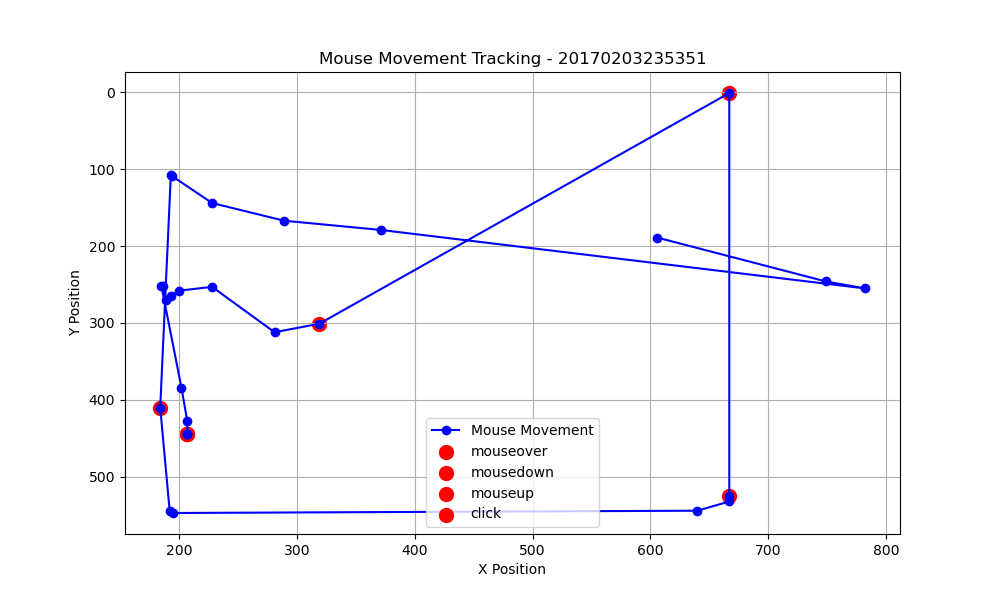 Mouse Movement Tracking - 20170203235351
Y Position
0
100
200
300
400
500
Mouse Movement
mouseover
mousedown
mouseup
click
200 300 400 500 600 700 800
X Position